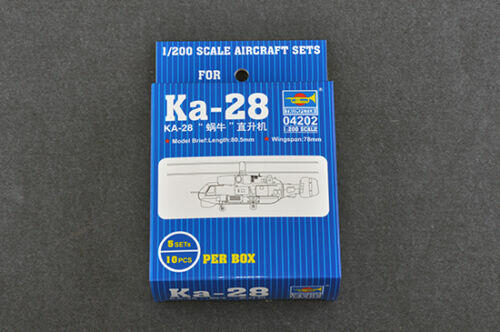 1/200 SCALE AIRCRAFT SETS
FOR
Ka-28
04202
1:200 SCALE
KA-28 "蜗牛" 直升机
Model Brief:Length:80.5mm Wingspan:78mm
5 SETs
10 PCS
PER BOX
Ka-28